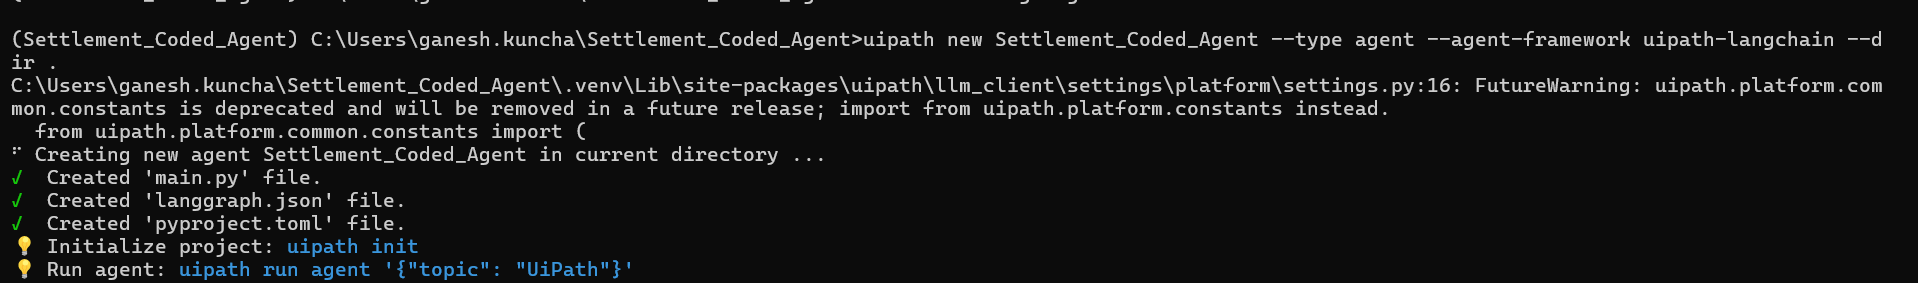 (Settlement_Coded_Agent) C:\Users\ganesh.kuncha\Settlement_Coded_Agent>uipath new Settlement_Coded_Agent --type agent --agent-framework uipath-langchain --d
ir .
C:\Users\ganesh.kuncha\Settlement_Coded_Agent\.venv\Lib\site-packages\uipath\llm_client\settings\platform\settings.py:16: FutureWarning: uipath.platform.com
mon.constants is deprecated and will be removed in a future release; import from uipath.platform.constants instead.
  from uipath.platform.common.constants import (
⠋ Creating new agent Settlement_Coded_Agent in current directory ...
✓  Created 'main.py' file.
✓  Created 'langgraph.json' file.
✓  Created 'pyproject.toml' file.
💡 Initialize project: uipath init
💡 Run agent: uipath run agent '{"topic": "UiPath"}'